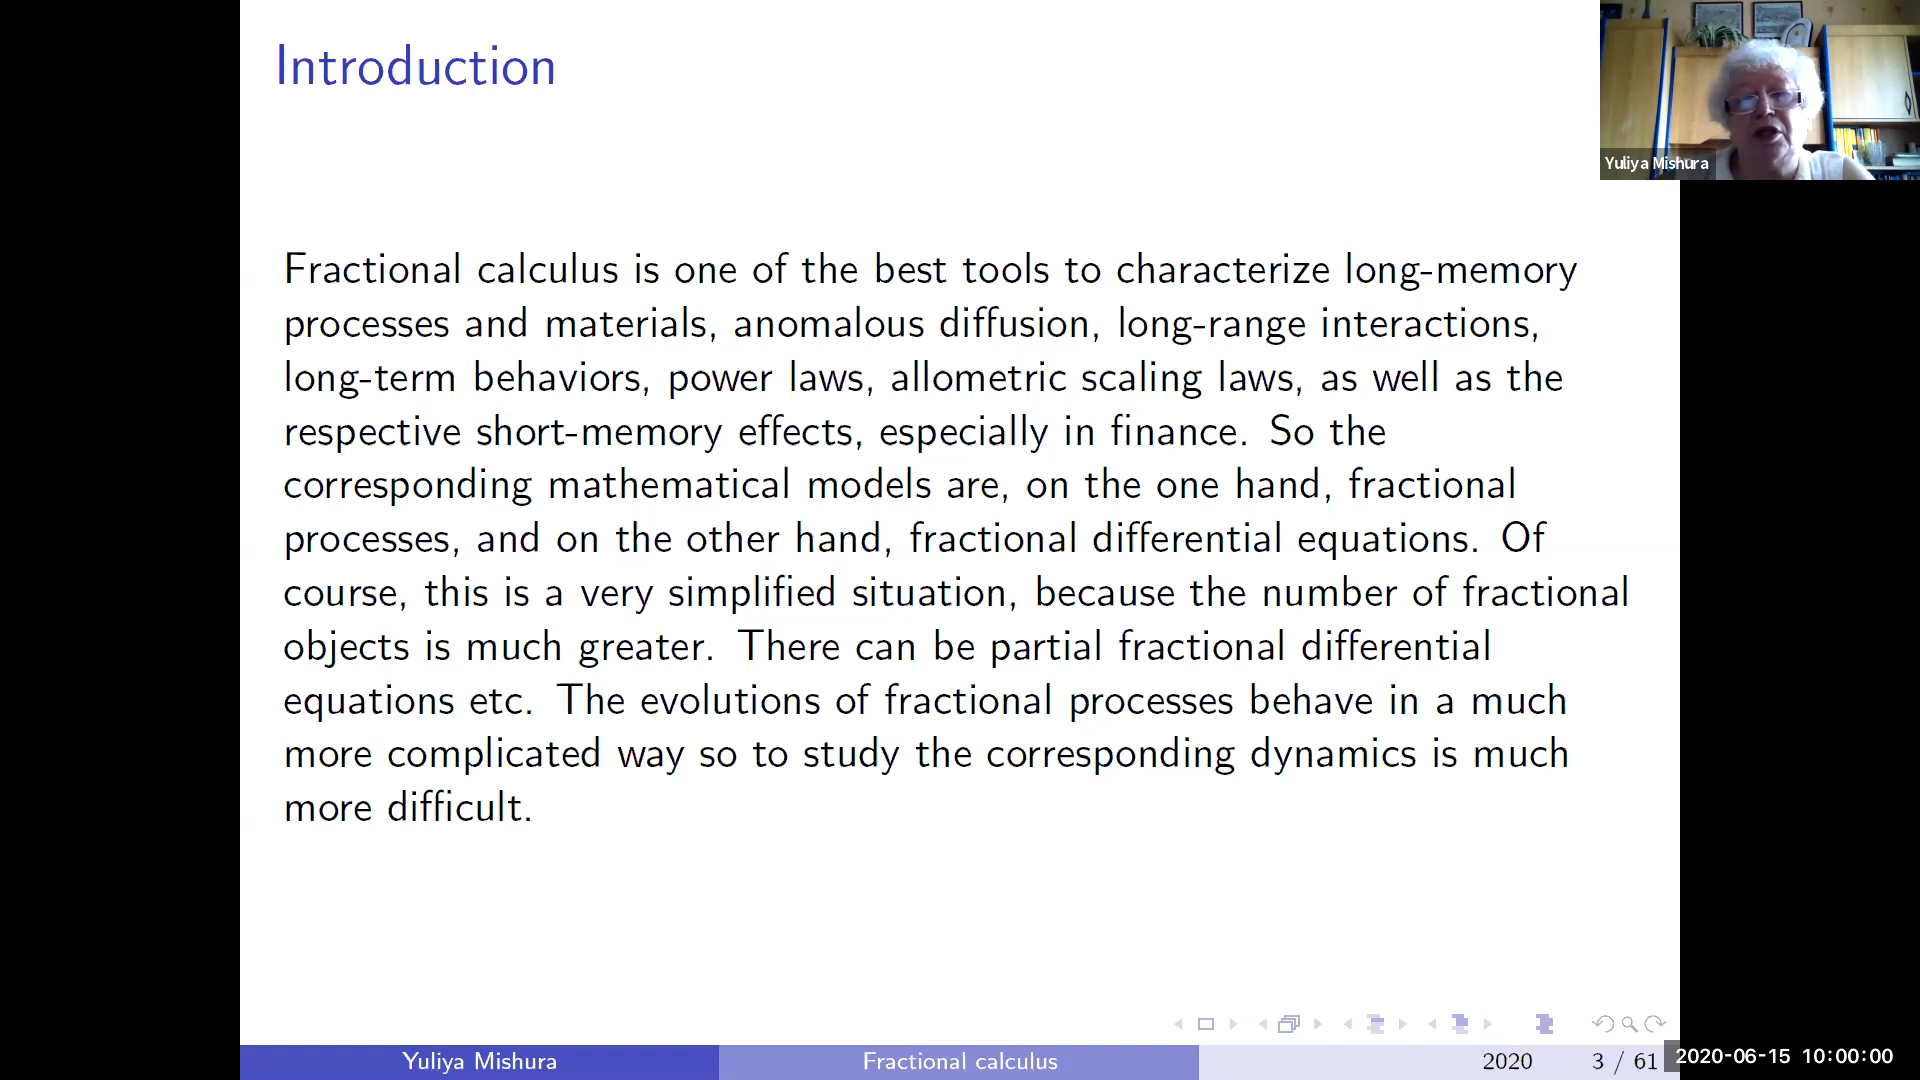 Introduction
Yuliya Mishura
Fractional calculus is one of the best tools to characterize long-memory
processes and materials, anomalous diffusion, long-range interactions,
long-term behaviors, power laws, allometric scaling laws, as well as the
respective short-memory effects, especially in finance. So the
corresponding mathematical models are, on the one hand, fractional
processes, and on the other hand, fractional differential equations. Of
course, this is a very simplified situation, because the number of fractional
objects is much greater. There can be partial fractional differential
equations etc. The evolutions of fractional processes behave in a much
more complicated way so to study the corresponding dynamics is much
more difficult.
Yuliya Mishura
Fractional calculus
2020
3 / 61
2020-06-15 10:00:00